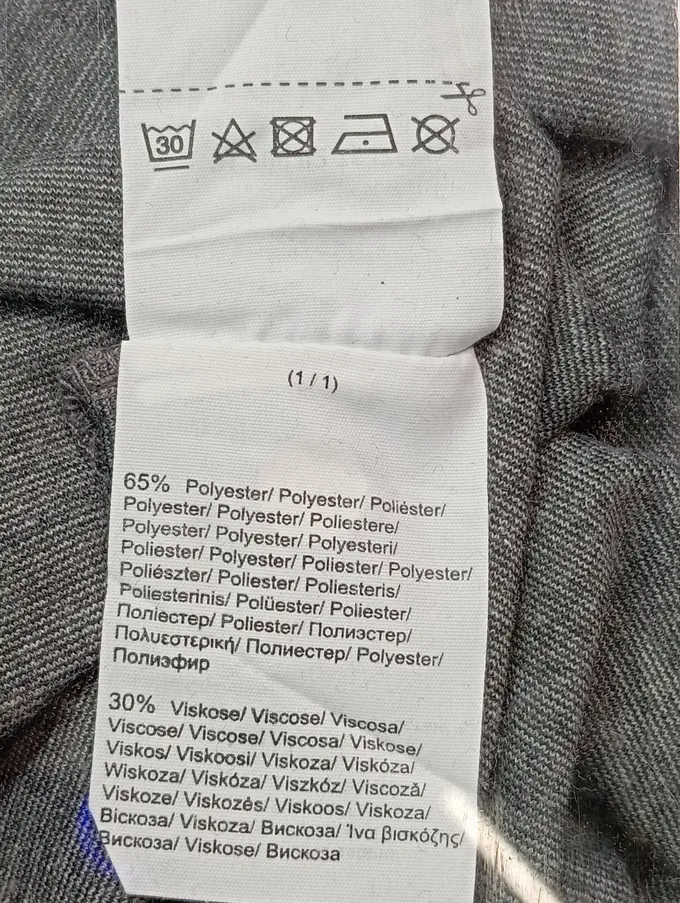 30
(1 / 1)
65% Polyester/ Polyester/ Poliéster/
Polyester/ Polyester/ Poliestere/
Polyester/ Polyester/ Polyesteri/
Poliester/ Polyester/ Poliester/ Polyester/
Poliészter/ Poliester/ Poliesteris/
Poliesterinis/ Polüester/ Poliester/
Поліестер/ Poliester/ Полиэстер/
Πολυεστερική/ Полиестер/ Polyester/
Полиэфир
30% Viskose/ Viscose/ Viscosa/
Viscose/ Viscose/ Viscosa/ Viskose/
Viskos/ Viskoosi/ Viskoza/ Viskóza/
Wiskoza/ Viskóza/ Viszkóz/ Viscoză/
Viskoze/ Viskozės/ Viskoos/ Viskoza/
Віскоза/ Viskoza/ Вискоза/ Ίνα βισκόζης/
Вискоза/ Viskose/ Вискоза